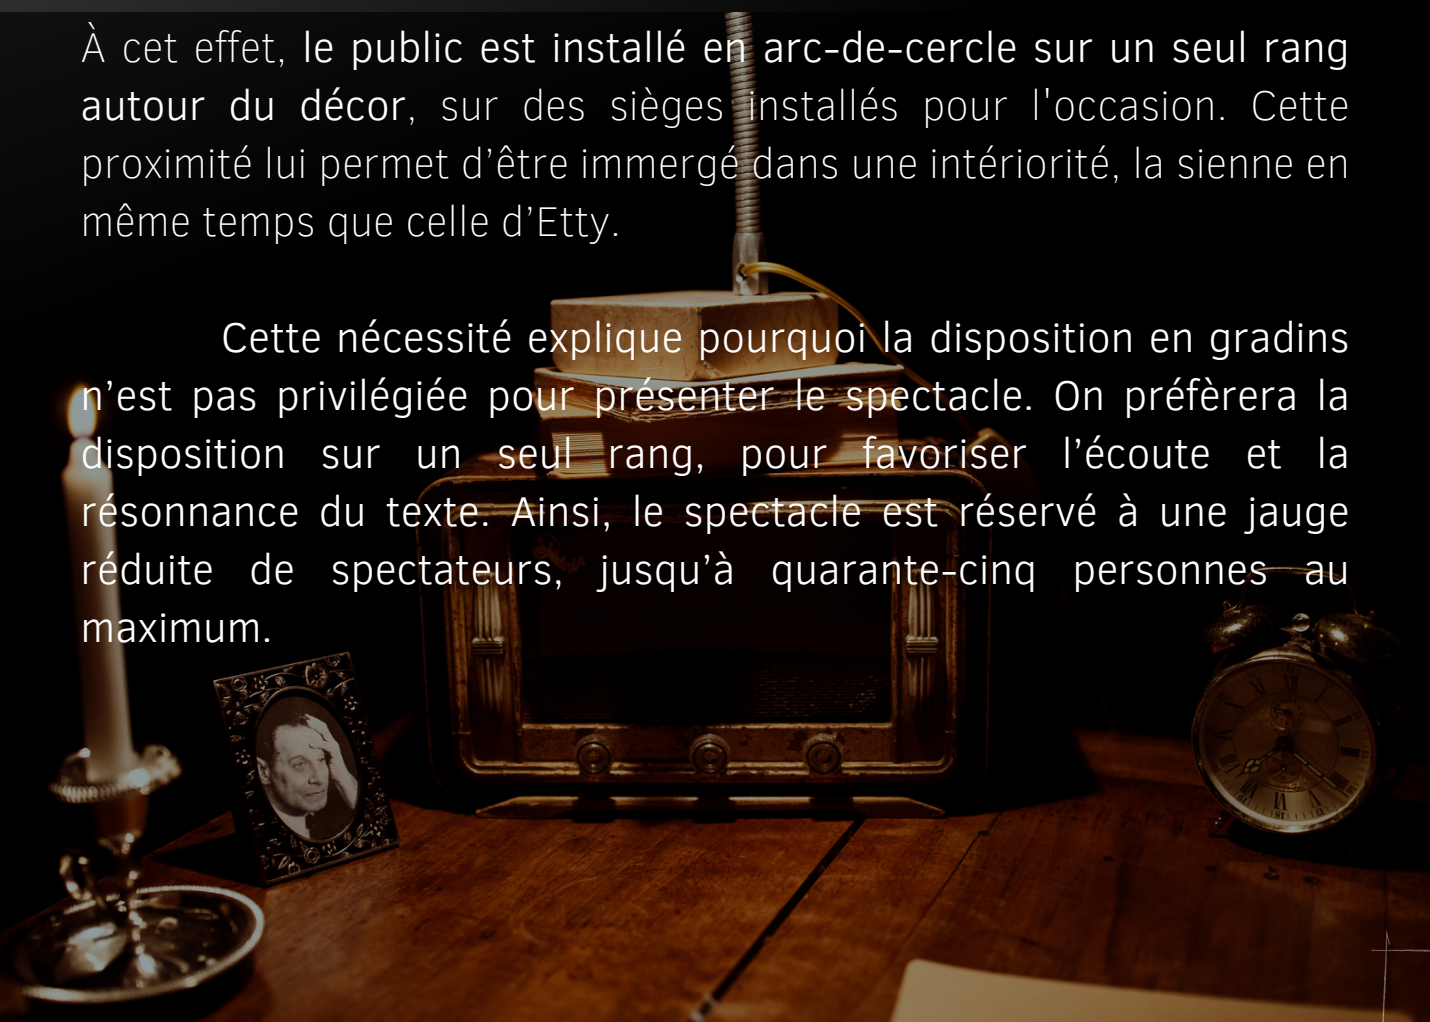 À cet effet, le public est installé en arc-de-cercle sur un seul rang
autour du décor, sur des sièges installés pour l'occasion. Cette
proximité lui permet d’être immergé dans une intériorité, la sienne en
même temps que celle d’Etty.
Cette nécessité explique pourquoi la disposition en gradins
n’est pas privilégiée pour présenter le spectacle. On préfèrera la
disposition sur un seul rang, pour favoriser l’écoute et la
résonnance du texte. Ainsi, le spectacle est réservé à une jauge
réduite de spectateurs, jusqu’à quarante-cinq personnes au
maximum.